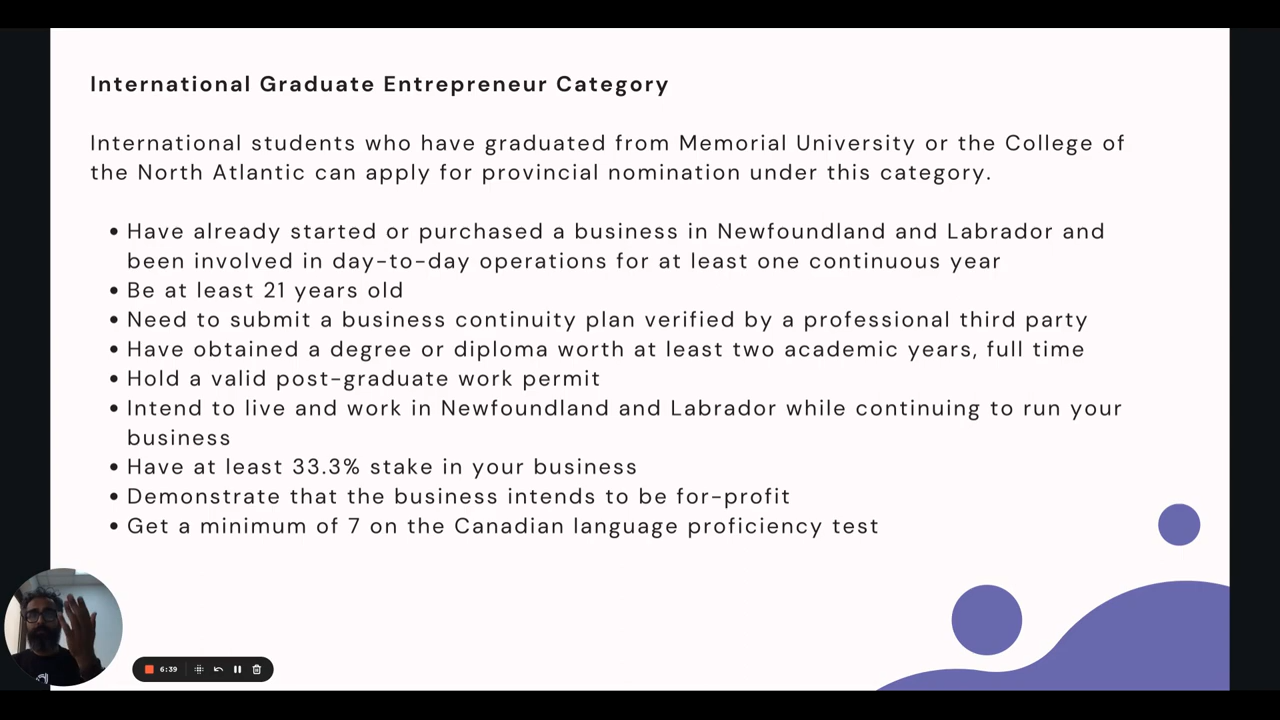 International Graduate Entrepreneur Category
International students who have graduated from Memorial University or the College of
the North Atlantic can apply for provincial nomination under this category.
• Have already started or purchased a business in Newfoundland and Labrador and
been involved in day-to-day operations for at least one continuous year
• Be at least 21 years old
• Need to submit a business continuity plan verified by a professional third party
• Have obtained a degree or diploma worth at least two academic years, full time
• Hold a valid post-graduate work permit
• Intend to live and work in Newfoundland and Labrador while continuing to run your
business
• Have at least 33.3% stake in your business
• Demonstrate that the business intends to be for-profit
• Get a minimum of 7 on the Canadian language proficiency test
6:39